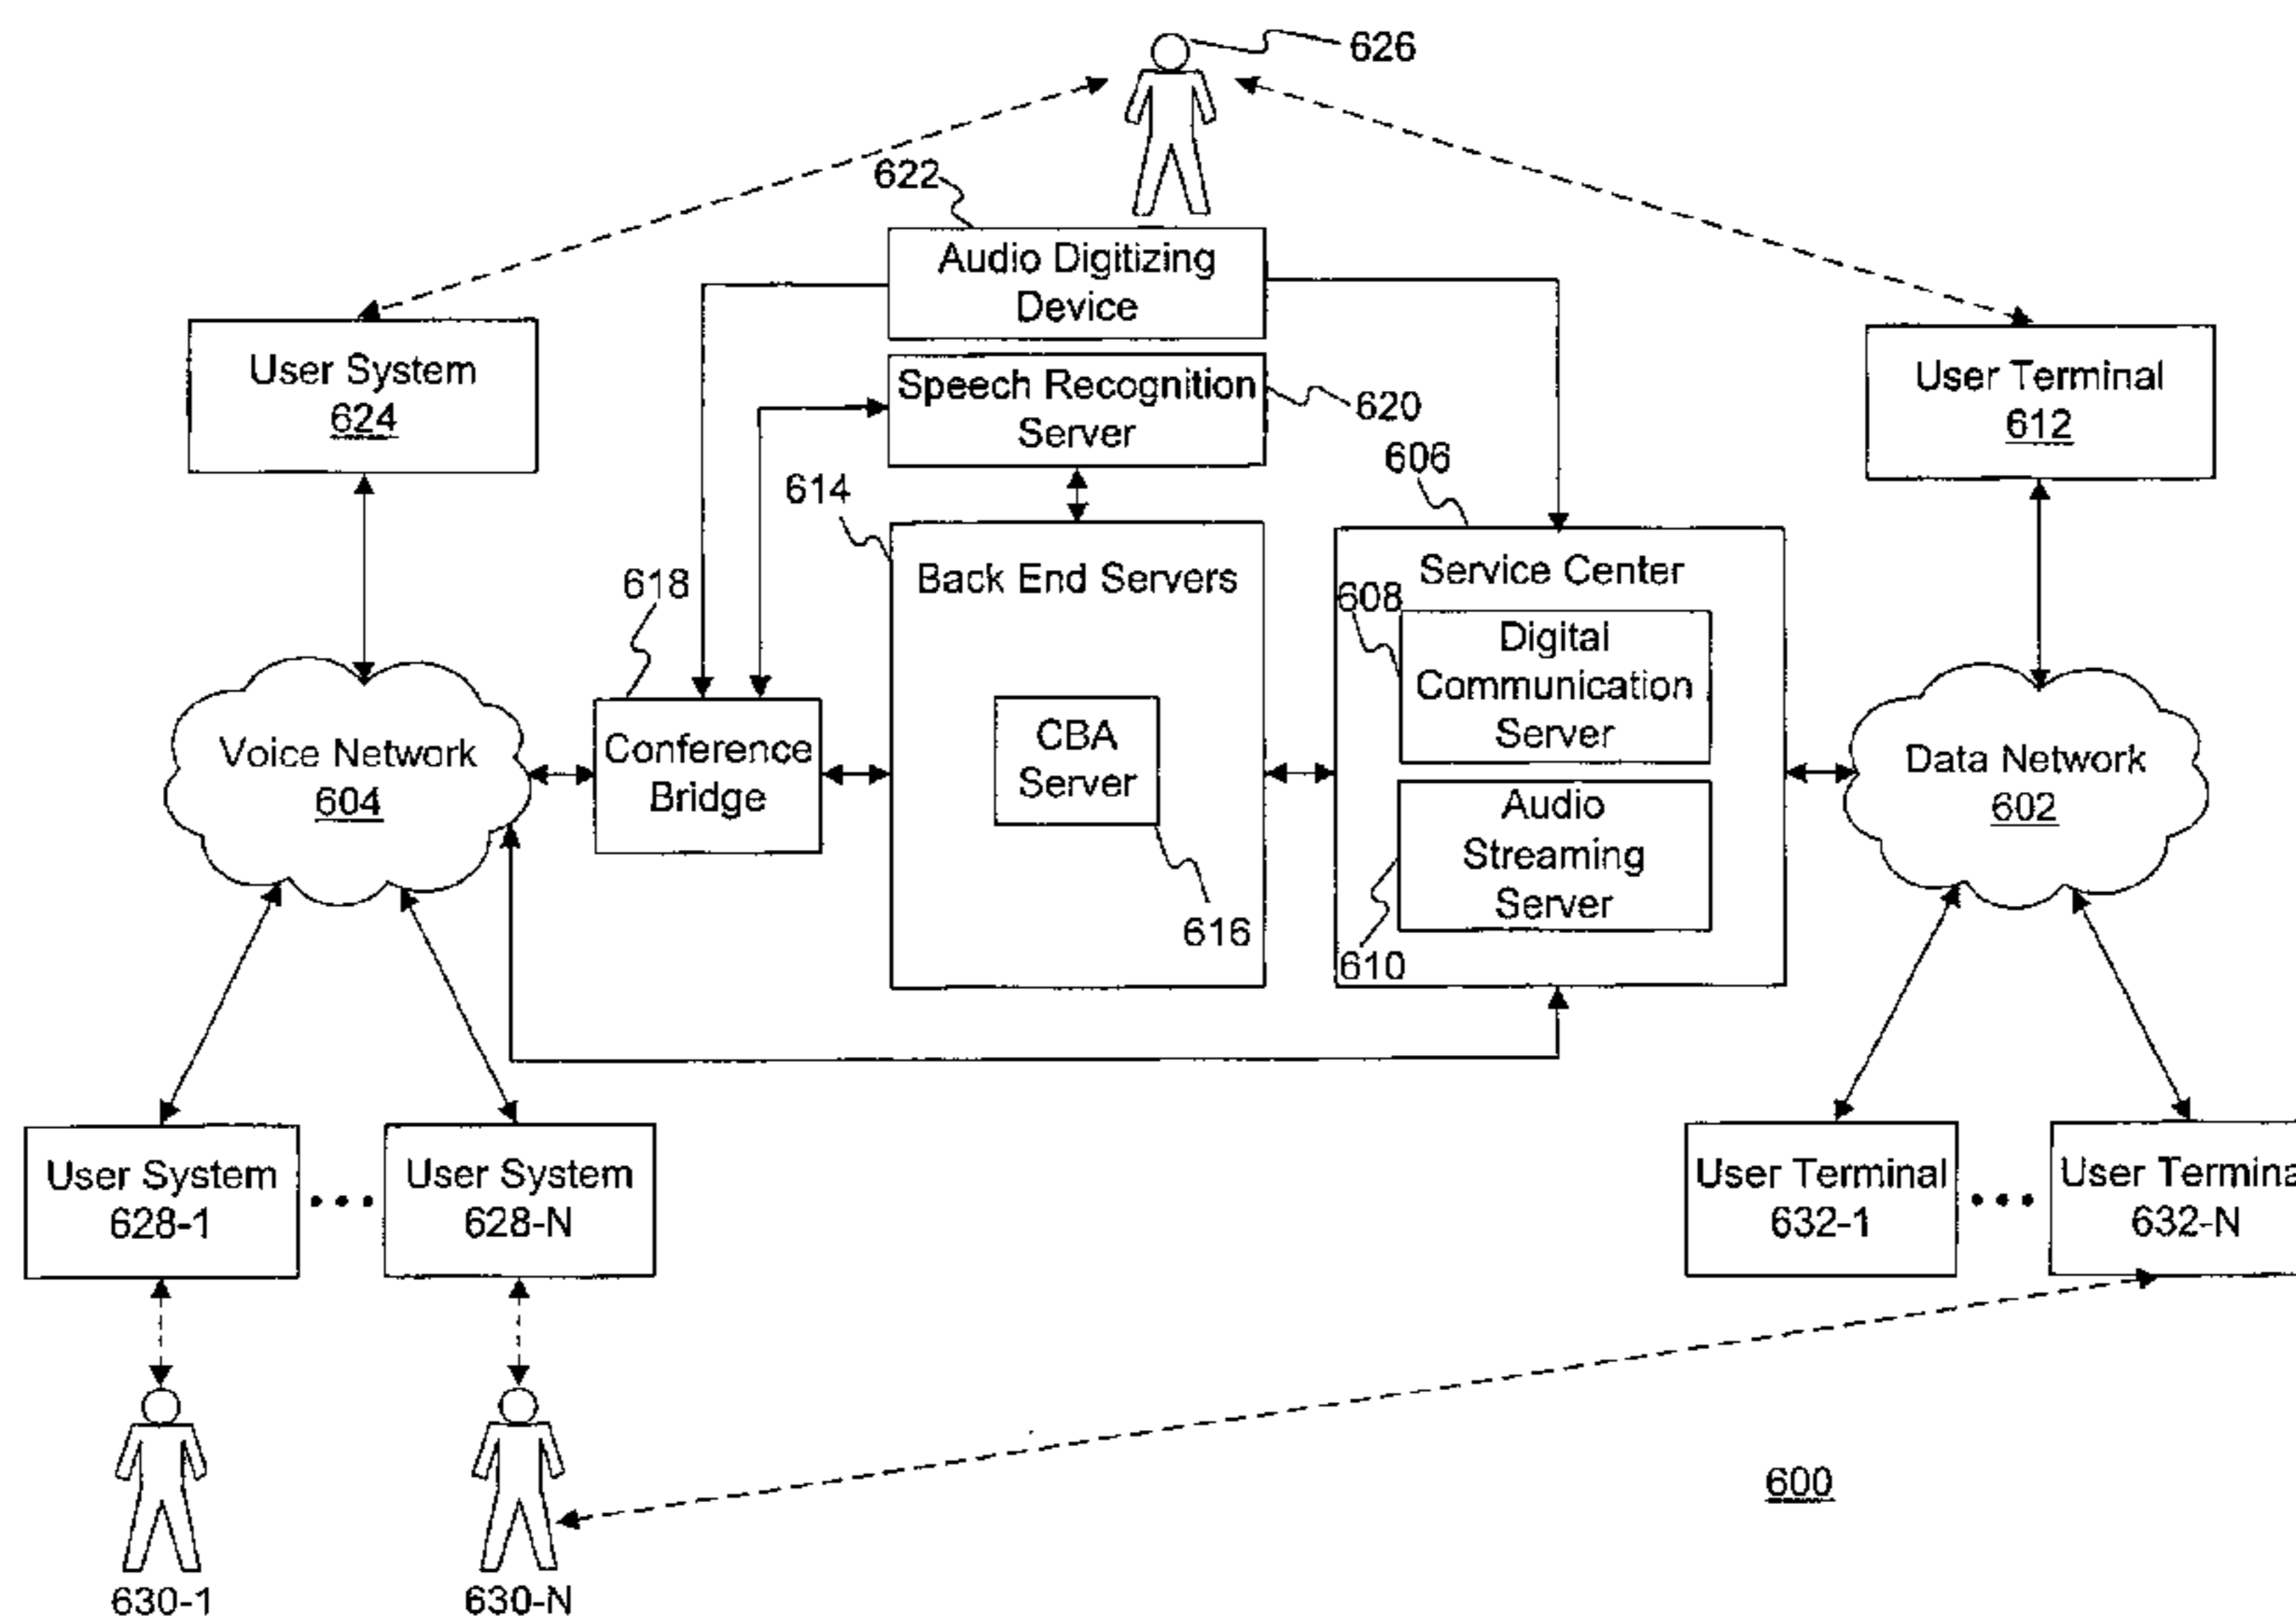 626
622
Audio Digitizing
Device
User System
624
Speech Recognition
Server
620
User Terminal
612
606
614
Back End Servers
Service Center
618
608
Digital
Communication
Server
Voice Network
604
Conference
Bridge
CBA
Server
Data Network
602
Audio
Streaming
Server
616
610
User System
628-1
User System
628-N
User Terminal
632-1
User Termina
632-N
600
630-1
630-N